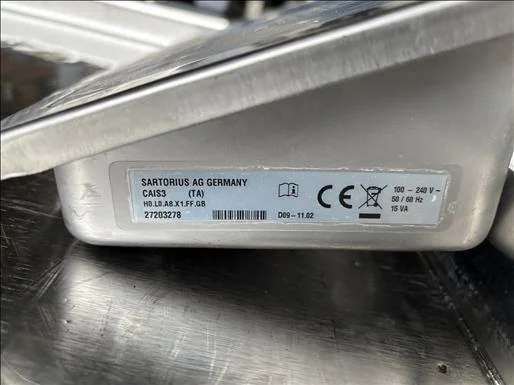 SARTORIUS AG GERMANY
CAIS3 (TA)
H0.L0.A8.X1.FF.GB
27203278
D09-11.02
CE
100 - 240 V ~
50 / 60 Hz
15 VA